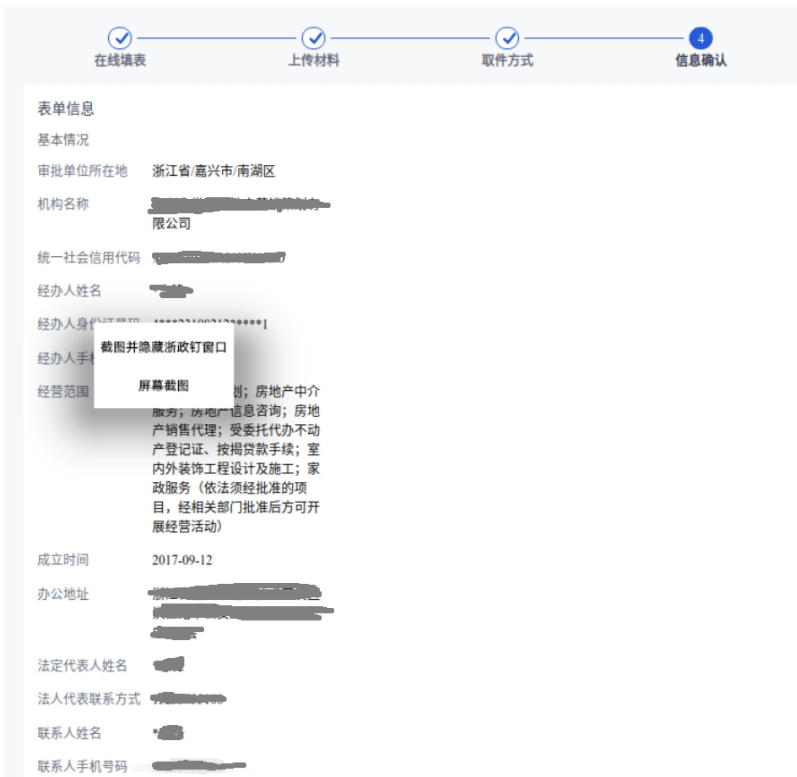 4
在线填表 上传材料 取件方式 信息确认
表单信息
基本情况
审批单位所在地 浙江省/嘉兴市/南湖区
机构名称
限公司
统一社会信用代码
经办人姓名
经办人身份证号码
截图并隐藏浙政钉窗口
经办人手
屏幕截图
经营范围 划；房地产中介
服务；房地产信息咨询；房地
产销售代理；受委托代办不动
产登记证、按揭贷款手续；室
内外装饰工程设计及施工；家
政服务（依法须经批准的项
目，经相关部门批准后方可开
展经营活动）
成立时间 2017-09-12
办公地址
法定代表人姓名
法人代表联系方式
联系人姓名
联系人手机号码